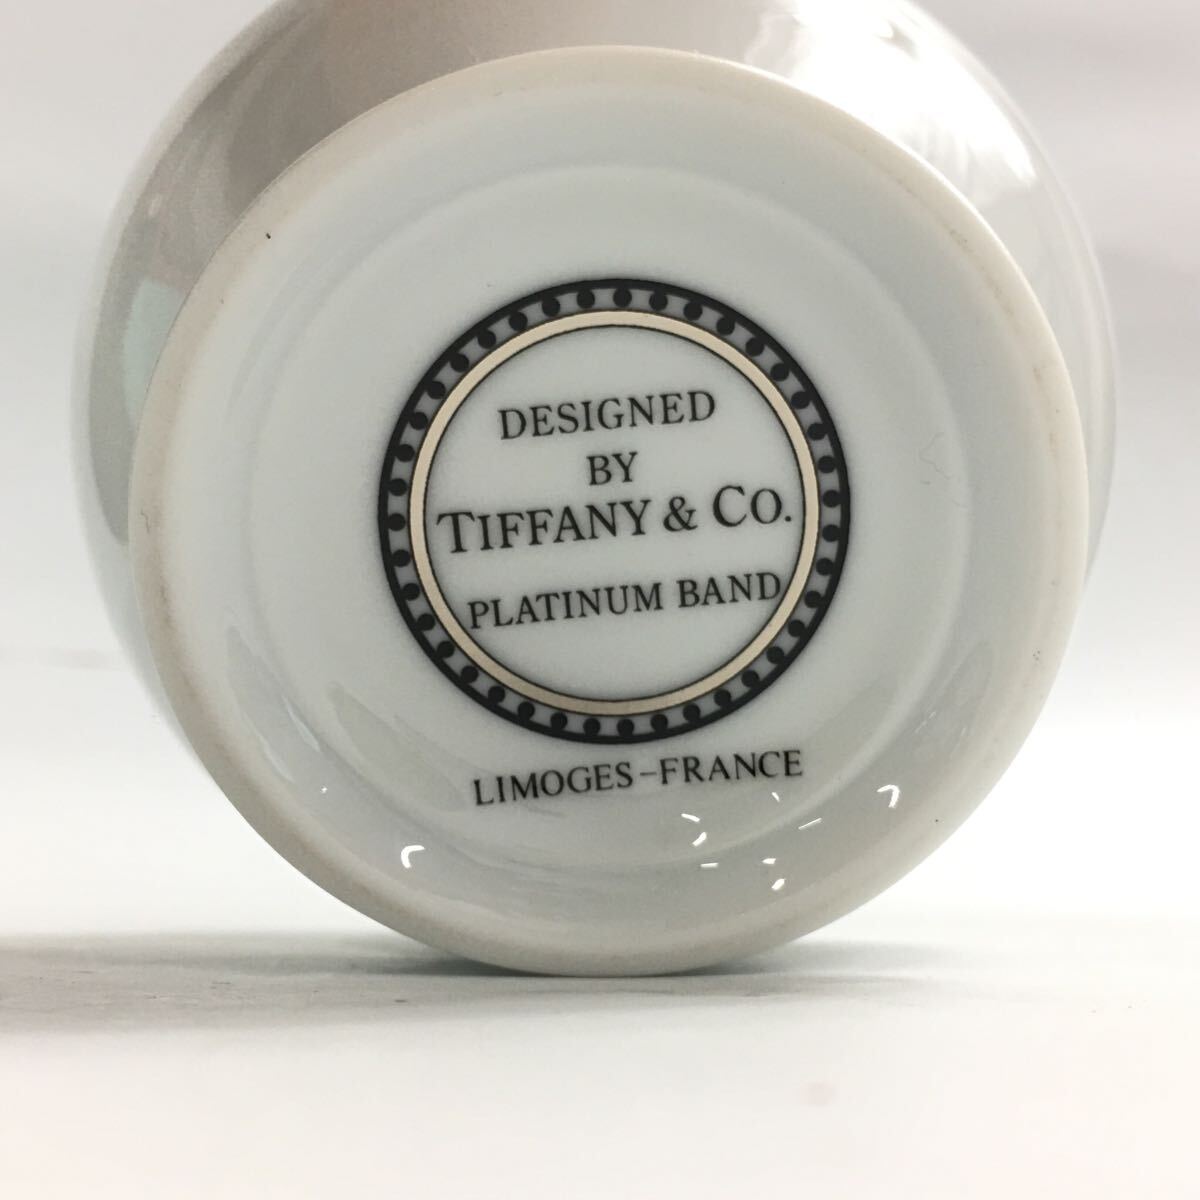 DESIGNED
BY
TIFFANY & CO.
PLATINUM BAND
LIMOGES-FRANCE